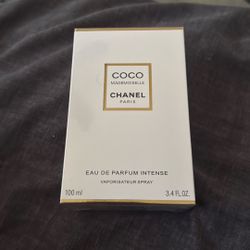 COCO
MADEMOISELLE
CHANEL
PARIS
EAU DE PARFUM INTENSE
VAPORISATEUR SPRAY
100 ml 3.4 FL.OZ.